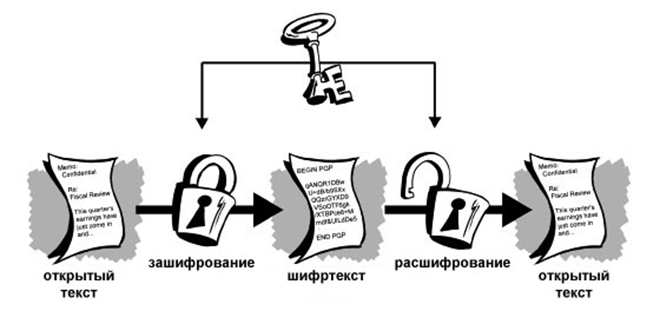 Memo:
Confidential
Re:
Fiscal Review
This quarter's
earnings have
just come in
and...
BEGIN PGP
qANQR1DBw
END PGP
Memo:
Confidential
Re:
Fiscal Review
This quarter's
earnings have
just come in
and...
открытый
текст
зашифрование
шифртекст
расшифрование
открытый
текст